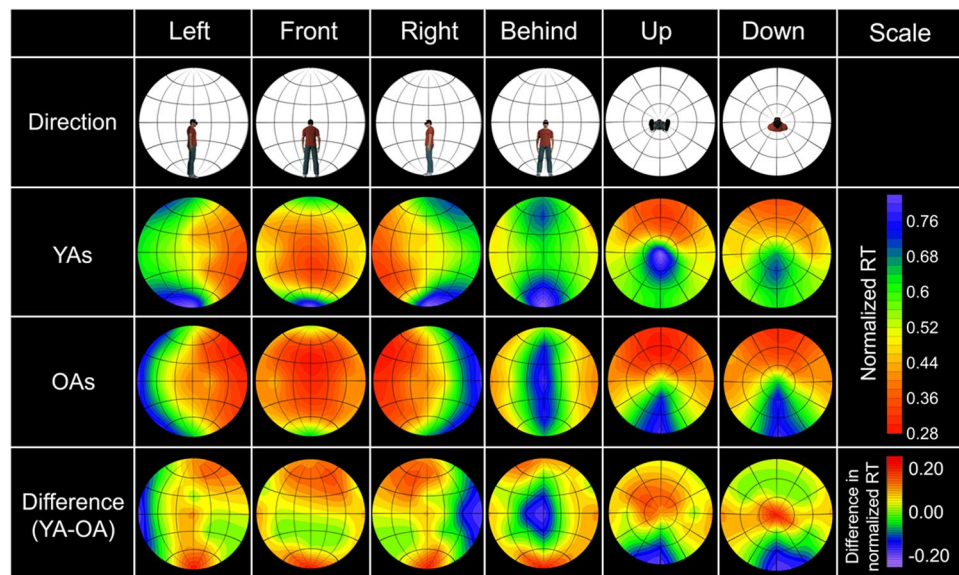 Left Front Right Behind Up Down Scale
Direction
YAs
OAs
Difference
(YA-OA)
Normalized RT
0.76
0.68
0.6
0.52
0.44
0.36
0.28
Difference in
normalized RT
0.20
0.00
-0.20